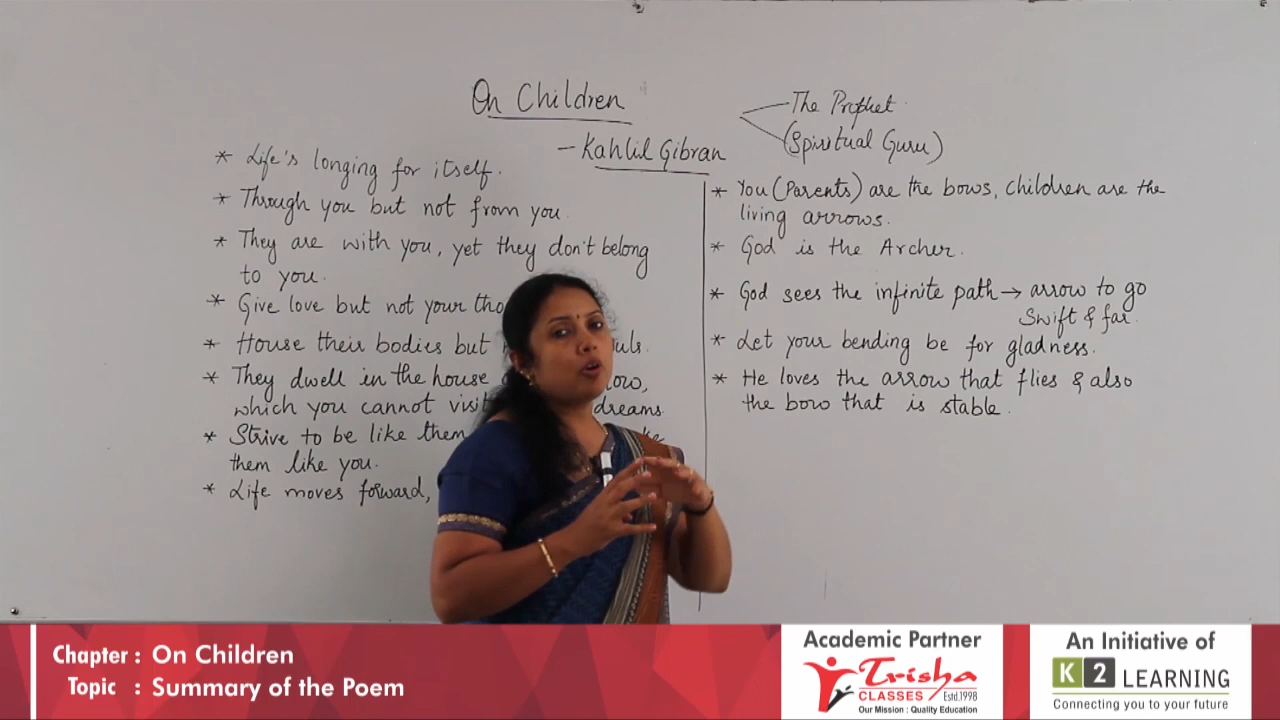 On Children
- Kahlil Gibran
The Prophet
(Spiritual Guru)
* Life's longing for itself.
* Through you but not from you.
* They are with you, yet they don't belong
to you.
* Give love but not your
* House their bodies but
* They dwell in the house
which you cannot visit dreams.
* Strive to be like them
them like you.
* Life moves forward,
* You (Parents) are the bows, children are the
living arrows.
* God is the Archer.
* God sees the infinite path → arrow to go
Swift & far.
* Let your bending be for gladness.
* He loves the arrow that flies & also
the bow that is stable.
Chapter : On Children
Topic : Summary of the Poem
Academic Partner
Trisha
CLASSES Estd.1998
Our Mission : Quality Education
An Initiative of
K2 LEARNING
Connecting you to your future